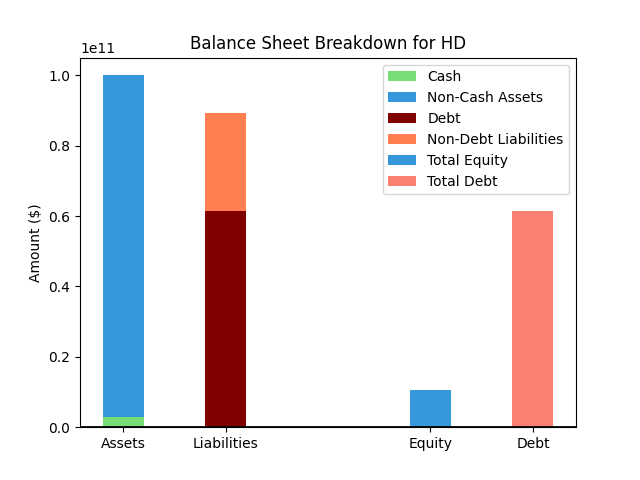 Balance Sheet Breakdown for HD
1e11
1.0
0.8
0.6
0.4
0.2
0.0
Amount ($)
Cash
Non-Cash Assets
Debt
Non-Debt Liabilities
Total Equity
Total Debt
Assets
Liabilities
Equity
Debt